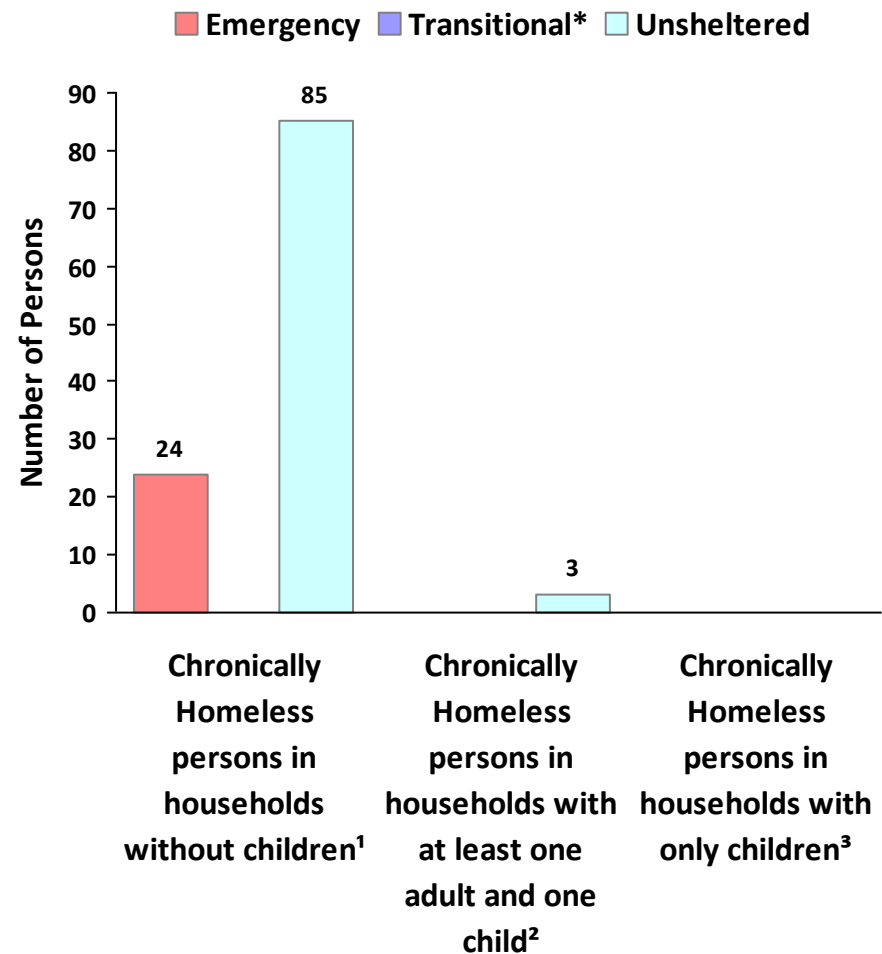 Emergency Transitional* Unsheltered
90
80
70
60
50
40
30
20
10
0
Number of Persons
85
24
3
Chronically
Homeless
persons in
households
without children¹
Chronically
Homeless
persons in
households with
at least one
adult and one
child²
Chronically
Homeless
persons in
households with
only children³